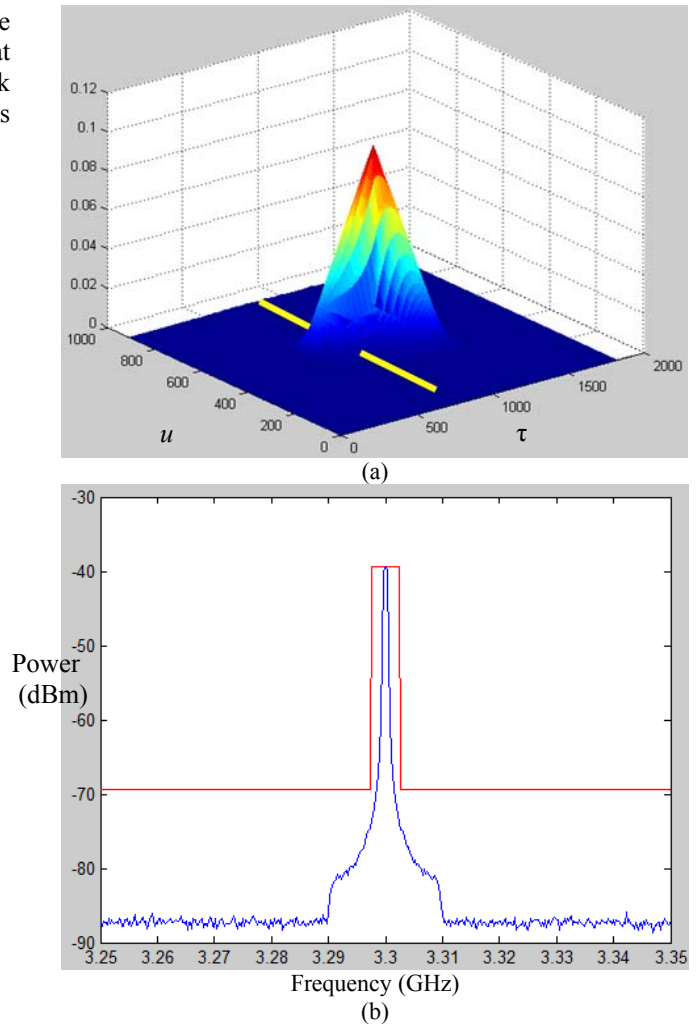 e
at
k
s
0.12
0.1
0.08
0.06
0.04
0.02
0
1000
800
600
400
200
0
0
500
1000
1500
2000
u
τ
(a)
-30
-40
-50
-60
-70
-80
-90
Power
(dBm)
3.25 3.26 3.27 3.28 3.29 3.3 3.31 3.32 3.33 3.34 3.35
Frequency (GHz)
(b)